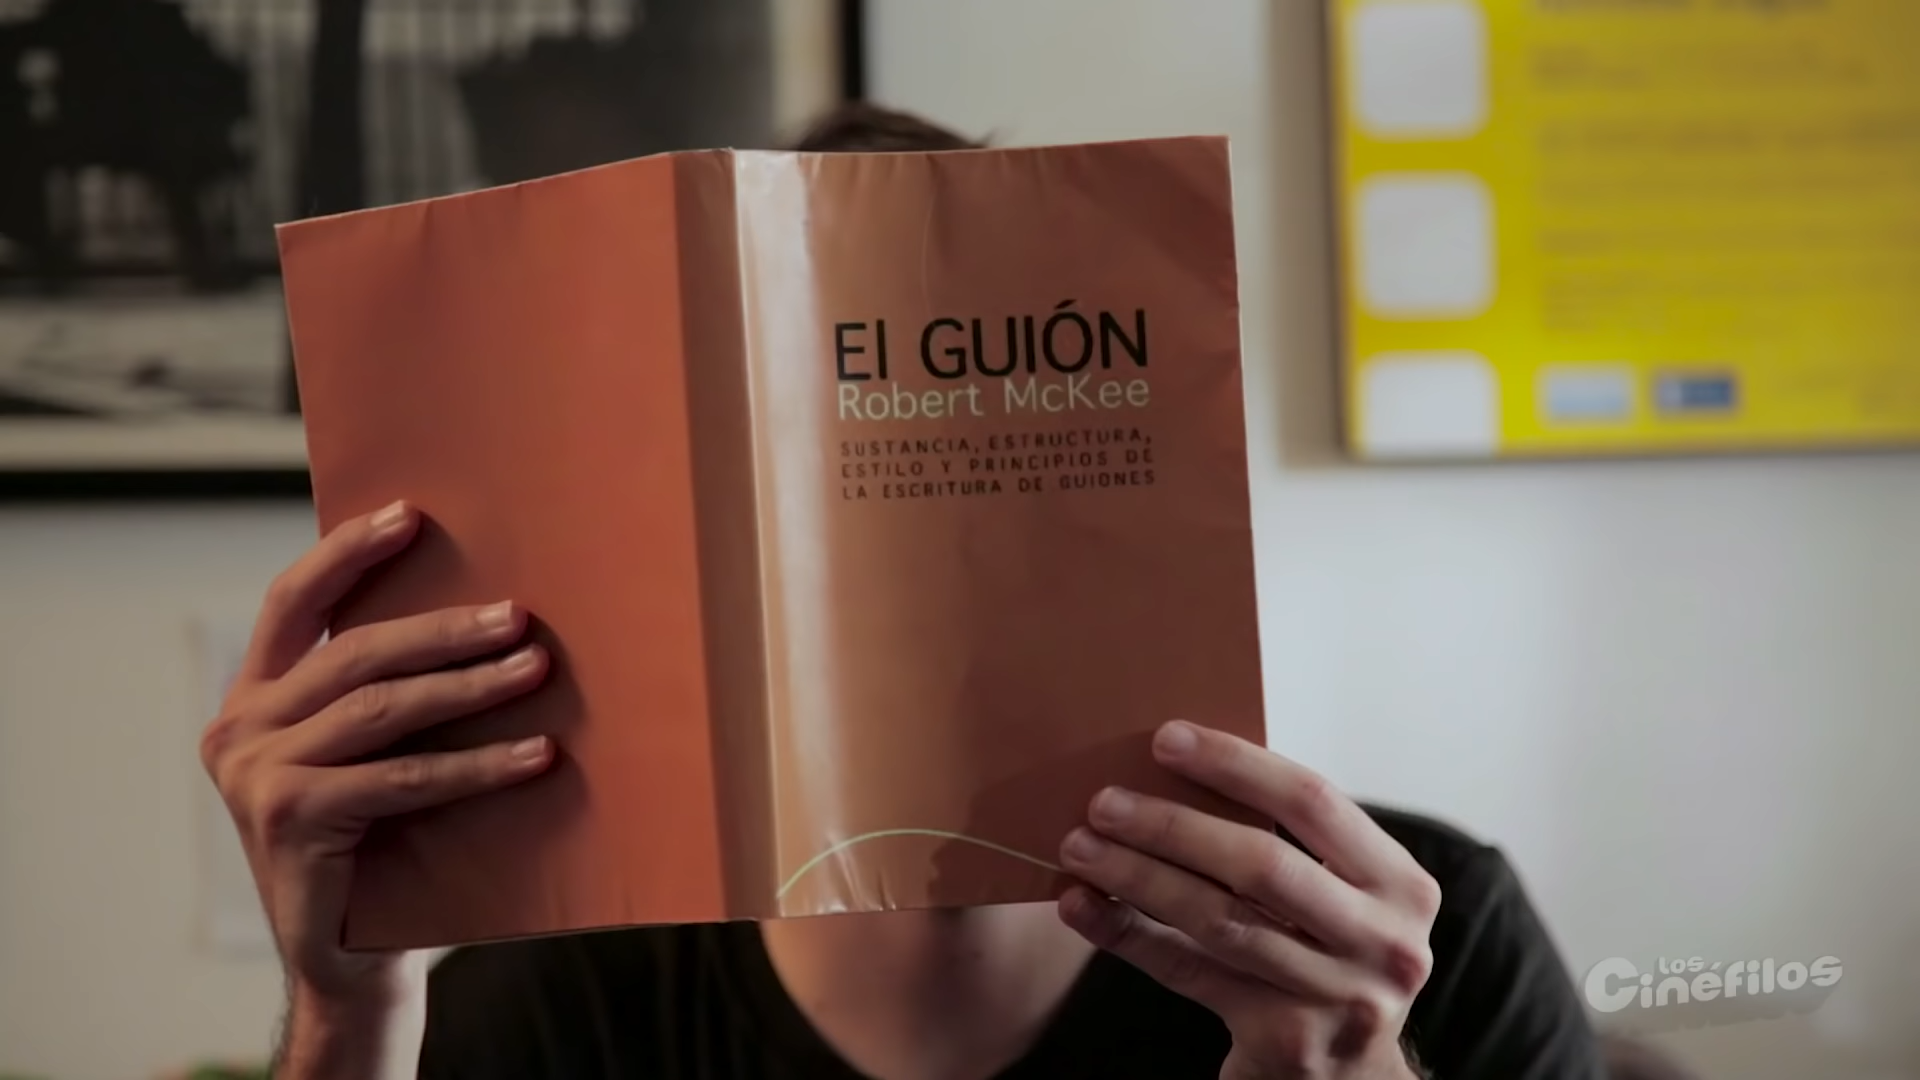 El GUIÓN
Robert McKee
SUSTANCIA, ESTRUCTURA,
ESTILO Y PRINCIPIOS DE
LA ESCRITURA DE GUIONES
Los
Cinéfilos